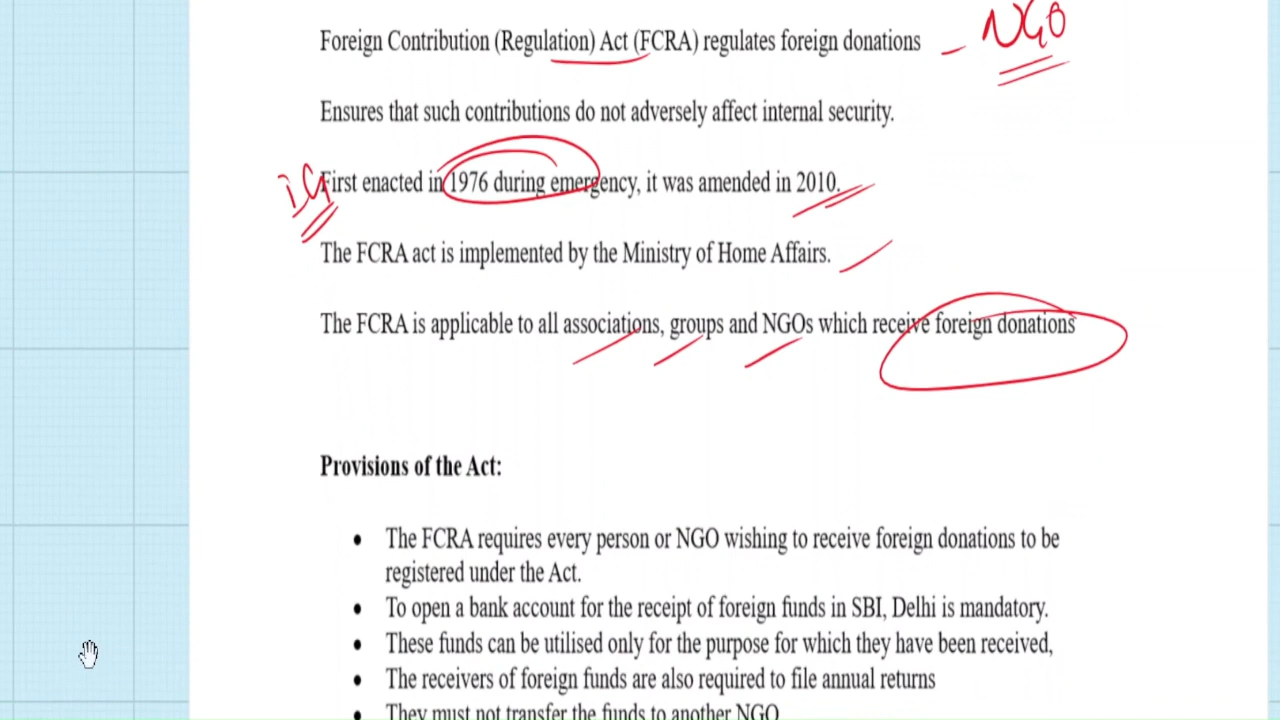 Foreign Contribution (Regulation) Act (FCRA) regulates foreign donations – NGO
Ensures that such contributions do not adversely affect internal security.
IG First enacted in 1976 during emergency, it was amended in 2010.
The FCRA act is implemented by the Ministry of Home Affairs.
The FCRA is applicable to all associations, groups and NGOs which receive foreign donations
Provisions of the Act:
• The FCRA requires every person or NGO wishing to receive foreign donations to be
registered under the Act.
• To open a bank account for the receipt of foreign funds in SBI, Delhi is mandatory.
• These funds can be utilised only for the purpose for which they have been received,
• The receivers of foreign funds are also required to file annual returns
• They must not transfer the funds to another NGO